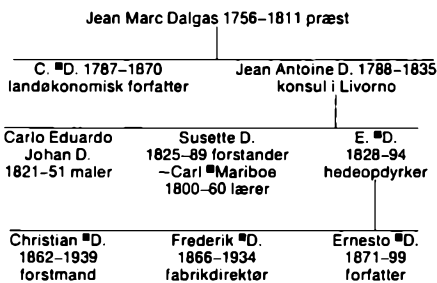 Jean Marc Dalgas 1756–1811 præst
C. ■D. 1787–1870
landøkonomisk forfatter
Jean Antoine D. 1788–1835
konsul i Livorno
Carlo Eduardo
Johan D.
1821–51 maler
Susette D.
1825–89 forstander
~Carl ■Mariboe
1800–60 lærer
E. ■D.
1828–94
hedeopdyrker
Christian ■D.
1862–1939
forstmand
Frederik ■D.
1866–1934
fabrikdirektør
Ernesto ■D.
1871–99
forfatter